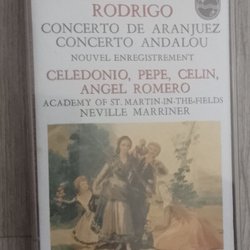 RODRIGO
CONCERTO DE ARANJUEZ
CONCERTO ANDALOU
NOUVEL ENREGISTREMENT
CELEDONIO, PEPE, CELIN,
ANGEL ROMERO
ACADEMY OF ST. MARTIN-IN-THE-FIELDS
NEVILLE MARRINER